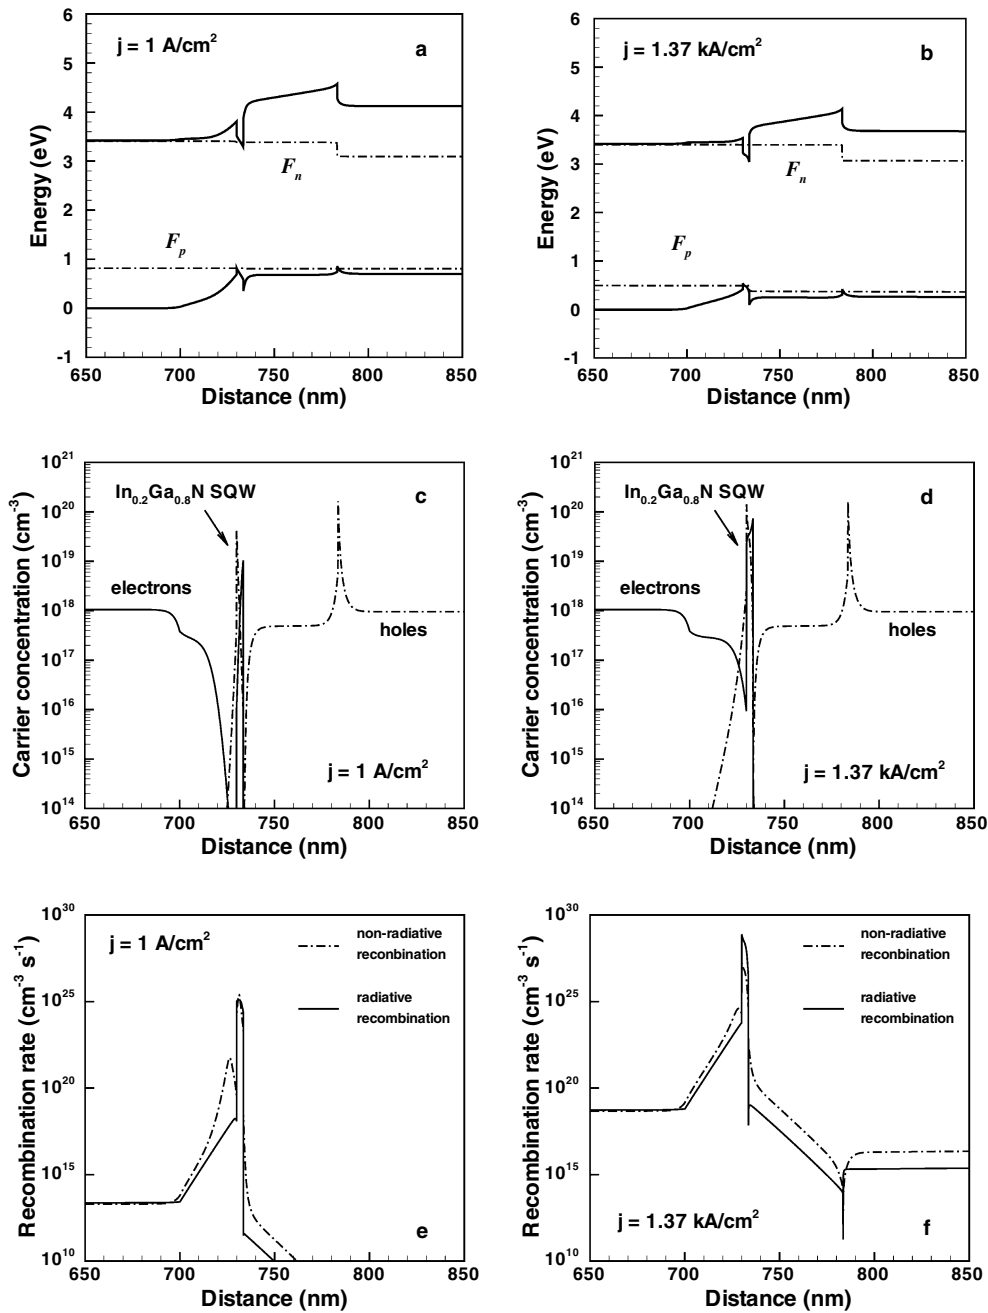 j = 1 A/cm² a
6
5
4
3
2
1
0
-1
Energy (eV)
Fn
Fp
650 700 750 800 850
Distance (nm)
j = 1.37 kA/cm² b
6
5
4
3
2
1
0
-1
Energy (eV)
Fn
Fp
650 700 750 800 850
Distance (nm)
10²¹
10²⁰
10¹⁹
10¹⁸
10¹⁷
10¹⁶
10¹⁵
10¹⁴
Carrier concentration (cm⁻³)
In0.2Ga0.8N SQW c
electrons
holes
j = 1 A/cm²
650 700 750 800 850
Distance (nm)
10²¹
10²⁰
10¹⁹
10¹⁸
10¹⁷
10¹⁶
10¹⁵
10¹⁴
Carrier concentration (cm⁻³)
In0.2Ga0.8N SQW d
electrons
holes
j = 1.37 kA/cm²
650 700 750 800 850
Distance (nm)
10³⁰
10²⁵
10²⁰
10¹⁵
10¹⁰
Recombination rate (cm⁻³ s⁻¹)
j = 1 A/cm²
non-radiative
reconbination
radiative
recombination
e
650 700 750 800 850
Distance (nm)
10³⁰
10²⁵
10²⁰
10¹⁵
10¹⁰
Recombination rate (cm⁻³ s⁻¹)
non-radiative
reconbination
radiative
recombination
j = 1.37 kA/cm² f
650 700 750 800 850
Distance (nm)